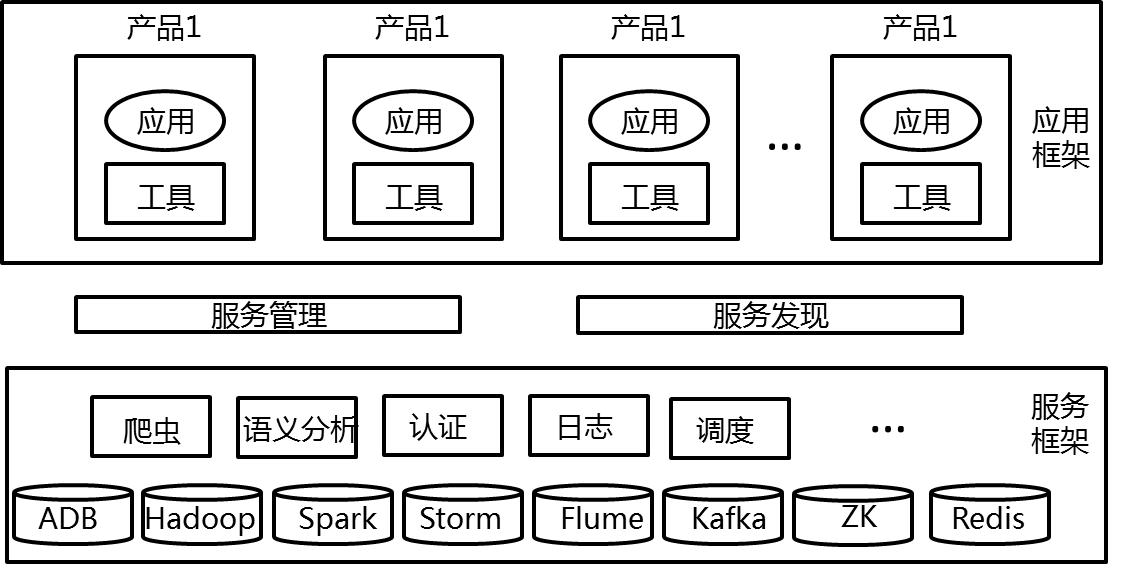 产品1
产品1
产品1
产品1
应用
应用
应用
应用
工具
工具
工具
工具
...
应用
框架
服务管理
服务发现
爬虫
语义分析
认证
日志
调度
...
服务
框架
ADB
Hadoop
Spark
Storm
Flume
Kafka
ZK
Redis